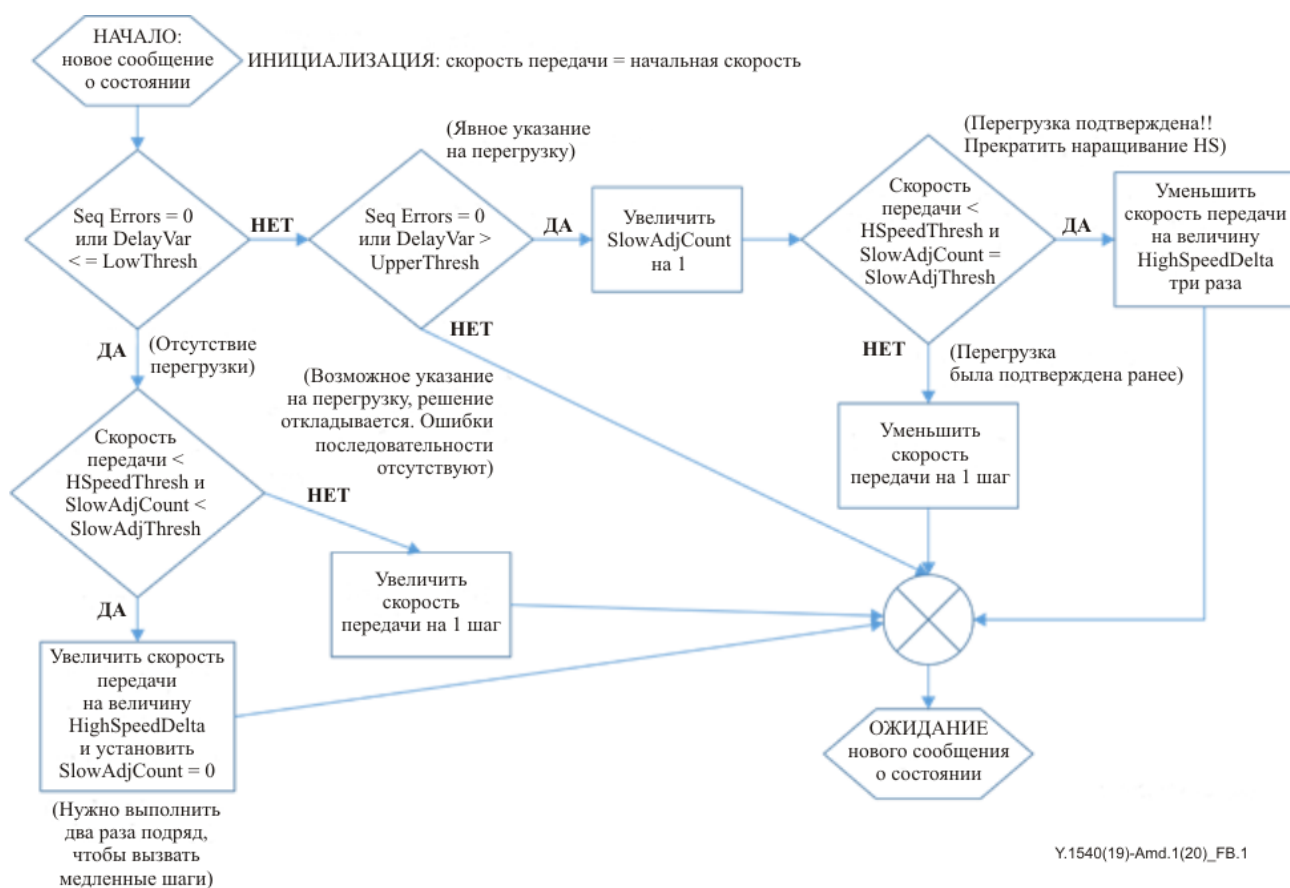 НАЧАЛО:
новое сообщение
о состоянии
ИНИЦИАЛИЗАЦИЯ: скорость передачи = начальная скорость
Seq Errors = 0
или DelayVar
< = LowThresh
НЕТ
(Явное указание
на перегрузку)
Seq Errors = 0
или DelayVar >
UpperThresh
ДА
Увеличить
SlowAdjCount
на 1
(Перегрузка подтверждена!!
Прекратить наращивание HS)
Скорость
передачи <
HSpeedThresh и
SlowAdjCount =
SlowAdjThresh
ДА
Уменьшить
скорость передачи
на величину
HighSpeedDelta
три раза
ДА
(Отсутствие
перегрузки)
НЕТ
(Возможное указание
на перегрузку, решение
откладывается. Ошибки
последовательности
отсутствуют)
НЕТ
(Перегрузка
была подтверждена ранее)
Уменьшить
скорость
передачи на 1 шаг
Скорость
передачи <
HSpeedThresh и
SlowAdjCount <
SlowAdjThresh
НЕТ
Увеличить
скорость
передачи на 1 шаг
ДА
Увеличить скорость
передачи
на величину
HighSpeedDelta
и установить
SlowAdjCount = 0
(Нужно выполнить
два раза подряд,
чтобы вызвать
медленные шаги)
ОЖИДАНИЕ
нового сообщения
о состоянии
Y.1540(19)-Amd.1(20)_FB.1